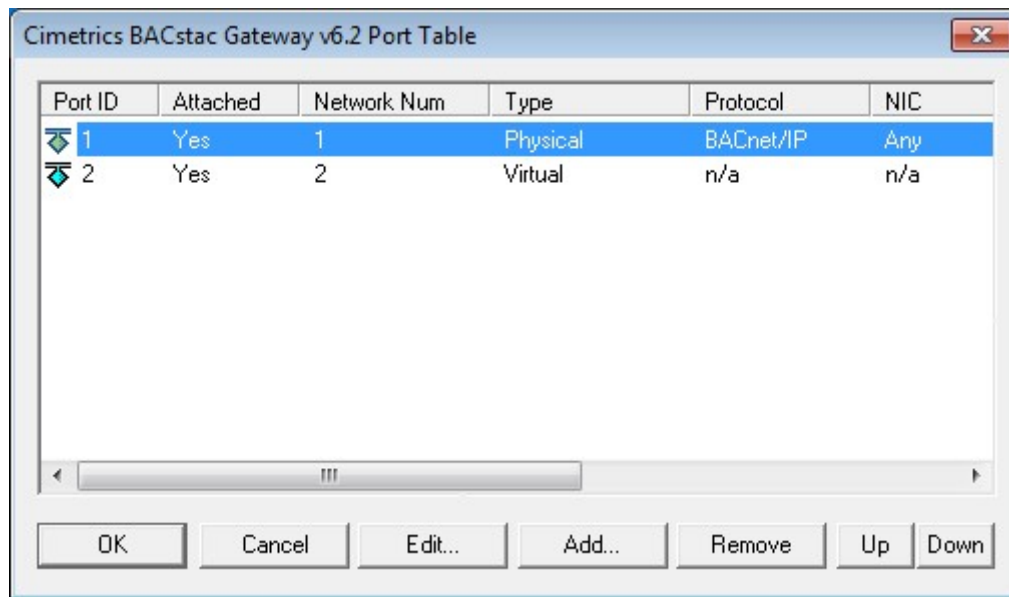 Cimetrics BACstac Gateway v6.2 Port Table
Port ID Attached Network Num Type Protocol NIC
1 Yes 1 Physical BACnet/IP Any
2 Yes 2 Virtual n/a n/a
OK Cancel Edit... Add... Remove Up Down